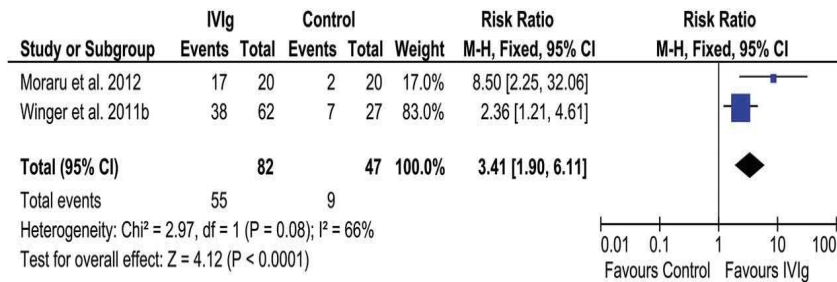 IVIg Control Risk Ratio Risk Ratio
Study or Subgroup Events Total Events Total Weight M-H, Fixed, 95% CI M-H, Fixed, 95% CI
Moraru et al. 2012 17 20 2 20 17.0% 8.50 [2.25, 32.06]
Winger et al. 2011b 38 62 7 27 83.0% 2.36 [1.21, 4.61]
Total (95% CI) 82 47 100.0% 3.41 [1.90, 6.11]
Total events 55 9
Heterogeneity: Chi² = 2.97, df = 1 (P = 0.08); I² = 66%
Test for overall effect: Z = 4.12 (P < 0.0001)
0.01 0.1 1 10 100
Favours Control Favours IVIg